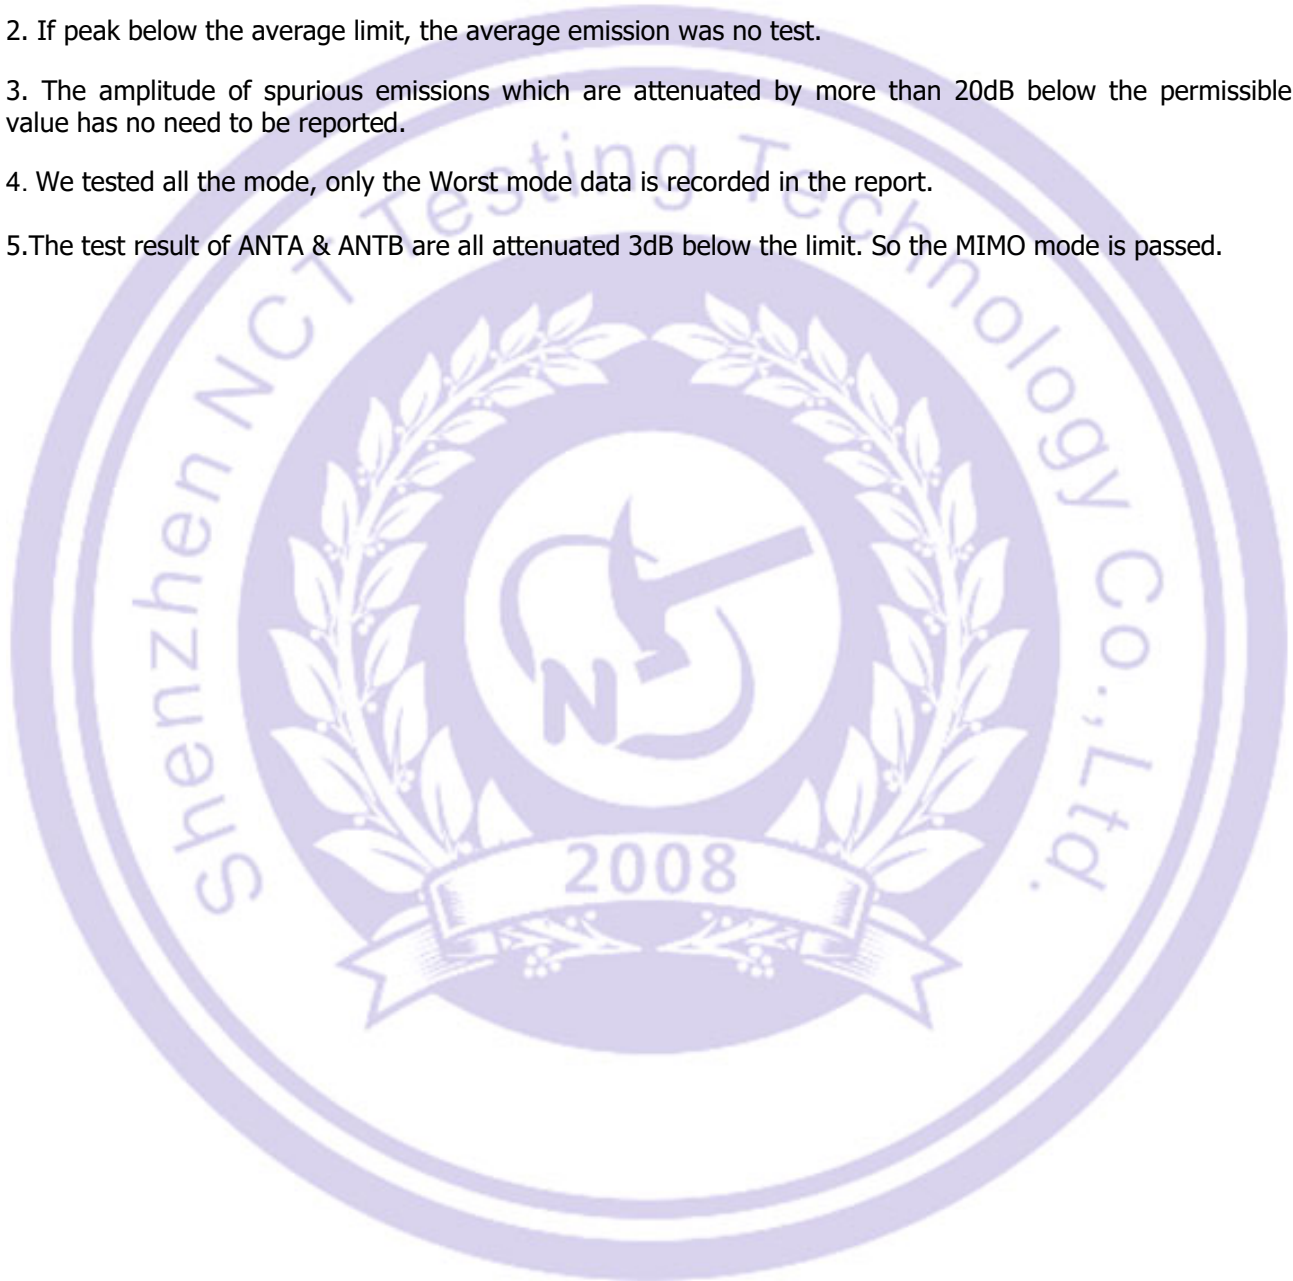 2. If peak below the average limit, the average emission was no test.
3. The amplitude of spurious emissions which are attenuated by more than 20dB below the permissible
value has no need to be reported.
4. We tested all the mode, only the Worst mode data is recorded in the report.
5.The test result of ANTA & ANTB are all attenuated 3dB below the limit. So the MIMO mode is passed.
Shenzhen NCT Testing Technology Co.,Ltd.
N
2008